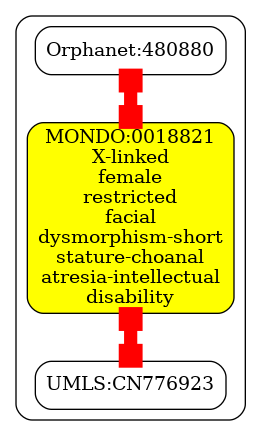 Orphanet:480880
MONDO:0018821
X-linked
female
restricted
facial
dysmorphism-short
stature-choanal
atresia-intellectual
disability
UMLS:CN776923